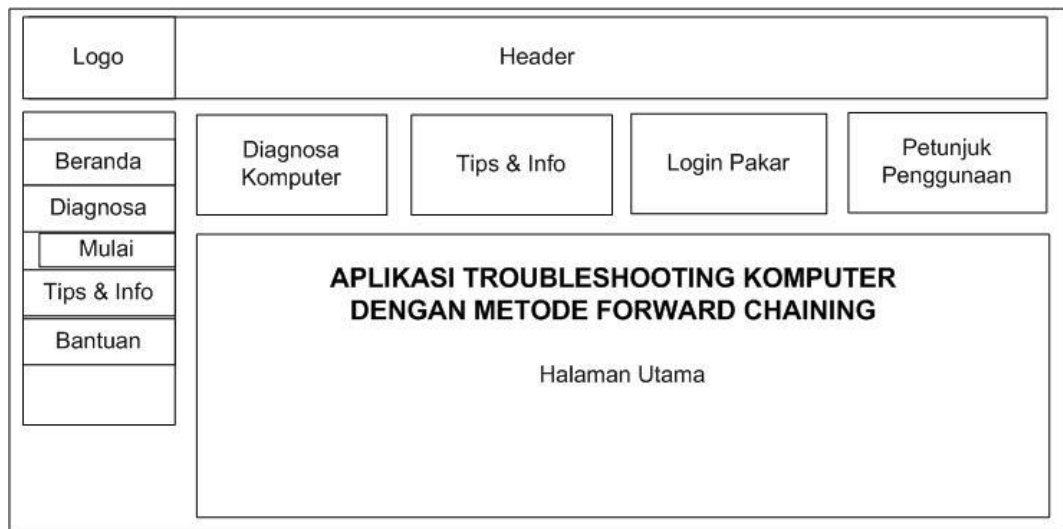 Logo
Header
Beranda
Diagnosa
Mulai
Tips & Info
Bantuan
Diagnosa
Komputer
Tips & Info
Login Pakar
Petunjuk
Penggunaan
APLIKASI TROUBLESHOOTING KOMPUTER
DENGAN METODE FORWARD CHAINING
Halaman Utama